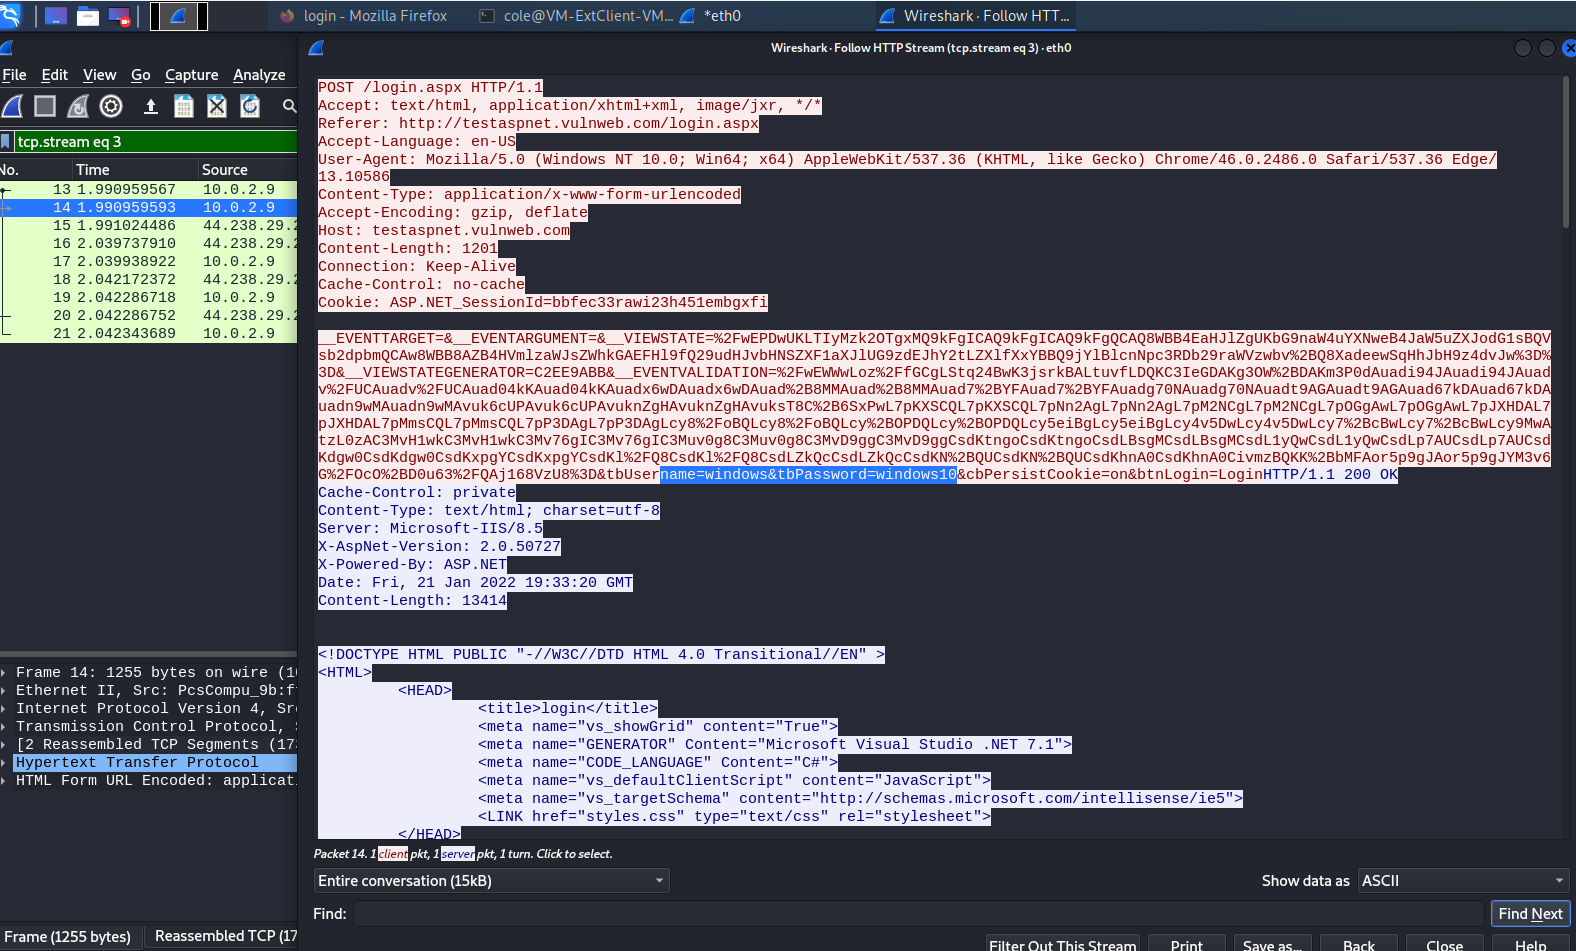 login - Mozilla Firefox
cole@VM-ExtClient-VM...
*eth0
Wireshark · Follow HTT...
Wireshark · Follow HTTP Stream (tcp.stream eq 3) · eth0
File Edit View Go Capture Analyze
tcp.stream eq 3
No. Time Source
13 1.990959567 10.0.2.9
14 1.990959593 10.0.2.9
15 1.991024486 44.238.29.2
16 2.039737910 44.238.29.2
17 2.039938922 10.0.2.9
18 2.042172372 44.238.29.2
19 2.042286718 10.0.2.9
20 2.042286752 44.238.29.2
21 2.042343689 10.0.2.9
Frame 14: 1255 bytes on wire (10
Ethernet II, Src: PcsCompu_9b:f
Internet Protocol Version 4, Src
Transmission Control Protocol, S
[2 Reassembled TCP Segments (173
Hypertext Transfer Protocol
HTML Form URL Encoded: applicati
Frame (1255 bytes)
Reassembled TCP (17
POST /login.aspx HTTP/1.1
Accept: text/html, application/xhtml+xml, image/jxr, */*
Referer: http://testaspnet.vulnweb.com/login.aspx
Accept-Language: en-US
User-Agent: Mozilla/5.0 (Windows NT 10.0; Win64; x64) AppleWebKit/537.36 (KHTML, like Gecko) Chrome/46.0.2486.0 Safari/537.36 Edge/
13.10586
Content-Type: application/x-www-form-urlencoded
Accept-Encoding: gzip, deflate
Host: testaspnet.vulnweb.com
Content-Length: 1201
Connection: Keep-Alive
Cache-Control: no-cache
Cookie: ASP.NET_SessionId=bbfec33rawi23h451embgxfi
__EVENTTARGET=&__EVENTARGUMENT=&__VIEWSTATE=%2FwEPDwUKLTIyMzk2OTgxMQ9kFgICAQ9kFgICAQ9kFgQCAQ8WBB4EaHJlZgUKbG9naW4uYXNweB4JaW5uZXJodG1sBQV
sb2dpbmQCAw8WBB8AZB4HVmlzaWJsZWhkGAEFHl9fQ29udHJvbHNSZXF1aXJlUG9zdEJhY2tLZXlfXxYBBQ9jYlBlcnNpc3RDb29raWVzwbv%2BQ8XadeewSqHhJbH9z4dvJw%3D%
3D&__VIEWSTATEGENERATOR=C2EE9ABB&__EVENTVALIDATION=%2FwEWWwLoz%2FfGCgLStq24BwK3jsrkBALtuvfLDQKC3IeGDAKg3OW%2BDAKm3P0dAuadi94JAuadi94JAuad
v%2FUCAuadv%2FUCAuad04kKAuad04kKAuadx6wDAuadx6wDAuad%2B8MMAuad%2B8MMAuad7%2BYFAuad7%2BYFAuadg70NAuadg70NAuadt9AGAuadt9AGAuad67kDAuad67kDA
uadn9wMAuadn9wMAvuk6cUPAvuk6cUPAvuknZgHAvuknZgHAvuksT8C%2B6SxPwL7pKXSCQL7pKXSCQL7pNn2AgL7pNn2AgL7pM2NCgL7pM2NCgL7pOGgAwL7pOGgAwL7pJXHDAL7
pJXHDAL7pMmsCQL7pMmsCQL7pP3DAgL7pP3DAgLcy8%2FoBQLcy8%2FoBQLcy%2BOPDQLcy%2BOPDQLcy5eiBgLcy5eiBgLcy4v5DwLcy4v5DwLcy7%2BcBwLcy7%2BcBwLcy9MwA
tzL0zAC3MvH1wkC3MvH1wkC3Mv76gIC3Mv76gIC3Muv0g8C3Muv0g8C3MvD9ggC3MvD9ggCsdKtngoCsdKtngoCsdLBsgMCsdLBsgMCsdL1yQwCsdL1yQwCsdLp7AUCsdLp7AUCsd
Kdgw0CsdKdgw0CsdKxpgYCsdKxpgYCsdKl%2FQ8CsdKl%2FQ8CsdLZkQcCsdLZkQcCsdKN%2BQUCsdKN%2BQUCsdKhnA0CsdKhnA0CivmzBQKK%2BbMFAor5p9gJAor5p9gJYM3v6
G%2FOcO%2BD0u63%2FQAj168VzU8%3D&tbUsername=windows&tbPassword=windows10&cbPersistCookie=on&btnLogin=LoginHTTP/1.1 200 OK
Cache-Control: private
Content-Type: text/html; charset=utf-8
Server: Microsoft-IIS/8.5
X-AspNet-Version: 2.0.50727
X-Powered-By: ASP.NET
Date: Fri, 21 Jan 2022 19:33:20 GMT
Content-Length: 13414
<!DOCTYPE HTML PUBLIC "-//W3C//DTD HTML 4.0 Transitional//EN" >
<HTML>
<HEAD>
<title>login</title>
<meta name="vs_showGrid" content="True">
<meta name="GENERATOR" Content="Microsoft Visual Studio .NET 7.1">
<meta name="CODE_LANGUAGE" Content="C#">
<meta name="vs_defaultClientScript" content="JavaScript">
<meta name="vs_targetSchema" content="http://schemas.microsoft.com/intellisense/ie5">
<LINK href="styles.css" type="text/css" rel="stylesheet">
</HEAD>
Packet 14. 1 client pkt, 1 server pkt, 1 turn. Click to select.
Entire conversation (15kB)
Show data as ASCII
Find:
Find Next
Filter Out This Stream
Print
Save as...
Back
Close
Help